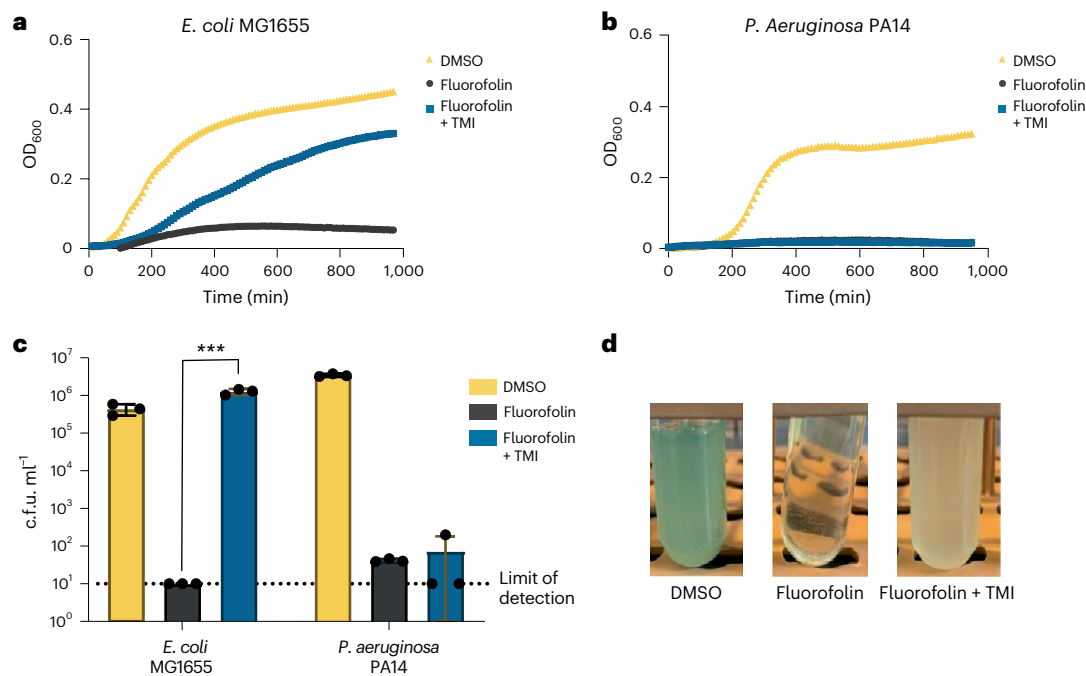 a
E. coli MG1655
0.6
0.4
0.2
0
OD600
0 200 400 600 800 1,000
Time (min)
DMSO
Fluorofolin
Fluorofolin
+ TMI
b
P. Aeruginosa PA14
0.6
0.4
0.2
0
OD600
0 200 400 600 800 1,000
Time (min)
DMSO
Fluorofolin
Fluorofolin
+ TMI
c
***
10⁷
10⁶
10⁵
10⁴
10³
10²
10¹
10⁰
c.f.u. ml⁻¹
DMSO
Fluorofolin
Fluorofolin
+ TMI
Limit of
detection
E. coli
MG1655
P. aeruginosa
PA14
d
DMSO Fluorofolin Fluorofolin + TMI